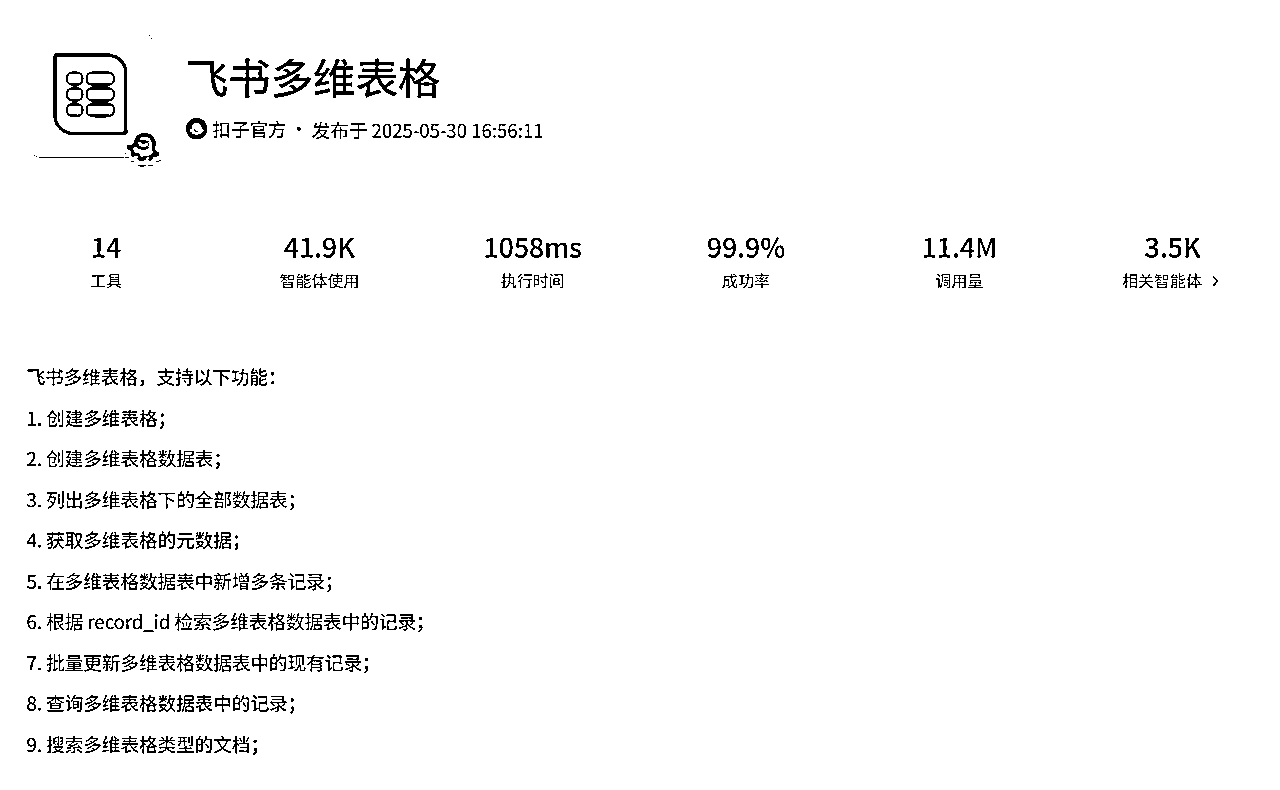 飞书多维表格
扣子官方 · 发布于 2025-05-30 16:56:11
14 41.9K 1058ms 99.9% 11.4M 3.5K
工具 智能体使用 执行时间 成功率 调用量 相关智能体 >
飞书多维表格，支持以下功能：
1. 创建多维表格；
2. 创建多维表格数据表；
3. 列出多维表格下的全部数据表；
4. 获取多维表格的元数据；
5. 在多维表格数据表中新增多条记录；
6. 根据 record_id 检索多维表格数据表中的记录；
7. 批量更新多维表格数据表中的现有记录；
8. 查询多维表格数据表中的记录；
9. 搜索多维表格类型的文档；